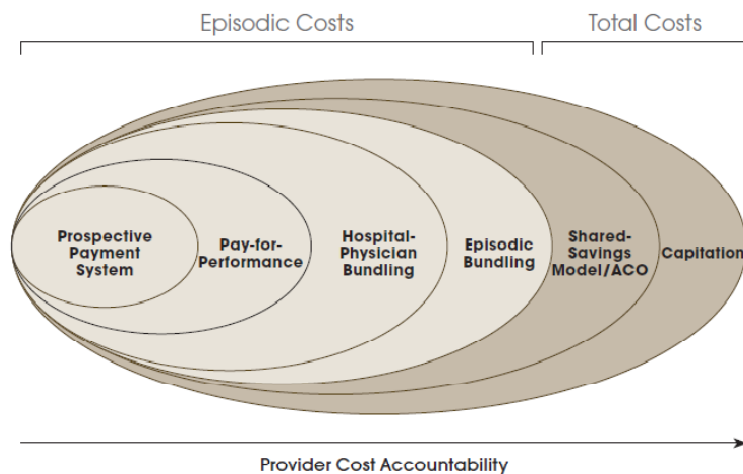 Episodic Costs
Total Costs
Prospective
Payment
System
Pay-for-
Performance
Hospital-
Physician
Bundling
Episodic
Bundling
Shared-
Savings
Model/ACO
Capitation
Provider Cost Accountability